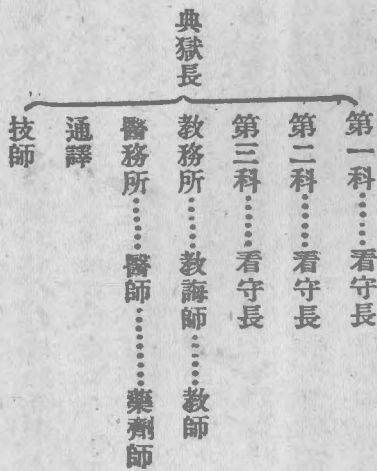 典獄長
第一科………看守長
第二科………看守長
第三科………看守長
教務所………教誨師………教師
醫務所………醫師………藥劑師
通譯
技師